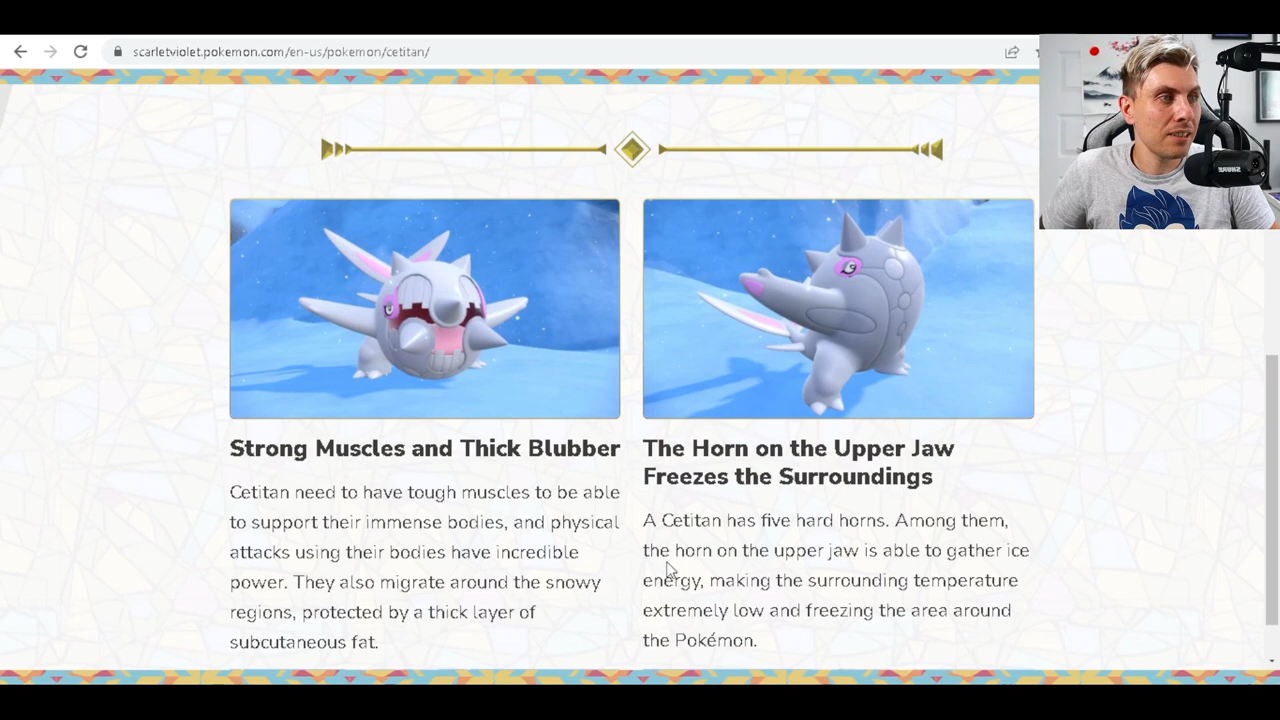 scarletviolet.pokemon.com/en-us/pokemon/cetitan/
Strong Muscles and Thick Blubber
Cetitan need to have tough muscles to be able
to support their immense bodies, and physical
attacks using their bodies have incredible
power. They also migrate around the snowy
regions, protected by a thick layer of
subcutaneous fat.
The Horn on the Upper Jaw
Freezes the Surroundings
A Cetitan has five hard horns. Among them,
the horn on the upper jaw is able to gather ice
energy, making the surrounding temperature
extremely low and freezing the area around
the Pokémon.
SHURE